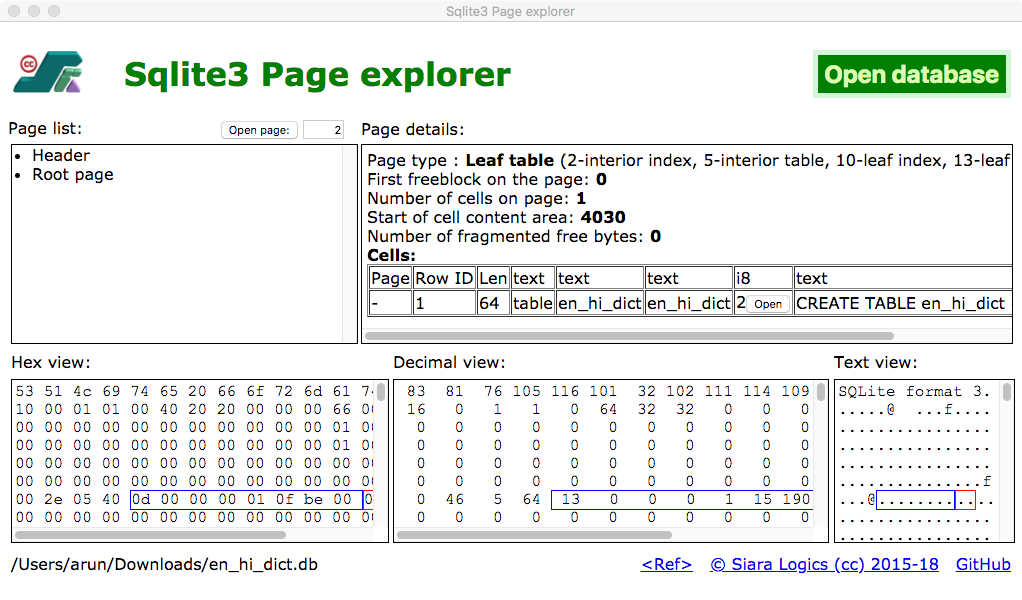 Sqlite3 Page explorer
cc
Sqlite3 Page explorer
Open database
Page list:
Open page:
2
Page details:
• Header
• Root page
Page type : Leaf table (2-interior index, 5-interior table, 10-leaf index, 13-leaf
First freeblock on the page: 0
Number of cells on page: 1
Start of cell content area: 4030
Number of fragmented free bytes: 0
Cells:
Page Row ID Len text text text i8 text
- 1 64 table en_hi_dict en_hi_dict 2 Open CREATE TABLE en_hi_dict
Hex view:
53 51 4c 69 74 65 20 66 6f 72 6d 61 74
10 00 01 01 00 40 20 20 00 00 00 66 00
00 00 00 00 00 00 00 00 00 00 00 01 00
00 00 00 00 00 00 00 00 00 00 00 01 00
00 00 00 00 00 00 00 00 00 00 00 00 00
00 00 00 00 00 00 00 00 00 00 00 00 00
00 2e 05 40 0d 00 00 00 01 0f be 00 0
00 00 00 00 00 00 00 00 00 00 00 00 00
Decimal view:
83 81 76 105 116 101 32 102 111 114 109
16 0 1 1 0 64 32 32 0 0 0
0 0 0 0 0 0 0 0 0 0 0
0 0 0 0 0 0 0 0 0 0 0
0 0 0 0 0 0 0 0 0 0 0
0 0 0 0 0 0 0 0 0 0 0
0 46 5 64 13 0 0 0 1 15 190
0 0 0 0 0 0 0 0 0 0 0
Text view:
SQLite format 3.
.....@  ...f....
................
................
................
...............f
...@............
................
................
/Users/arun/Downloads/en_hi_dict.db
<Ref>
© Siara Logics (cc) 2015-18
GitHub